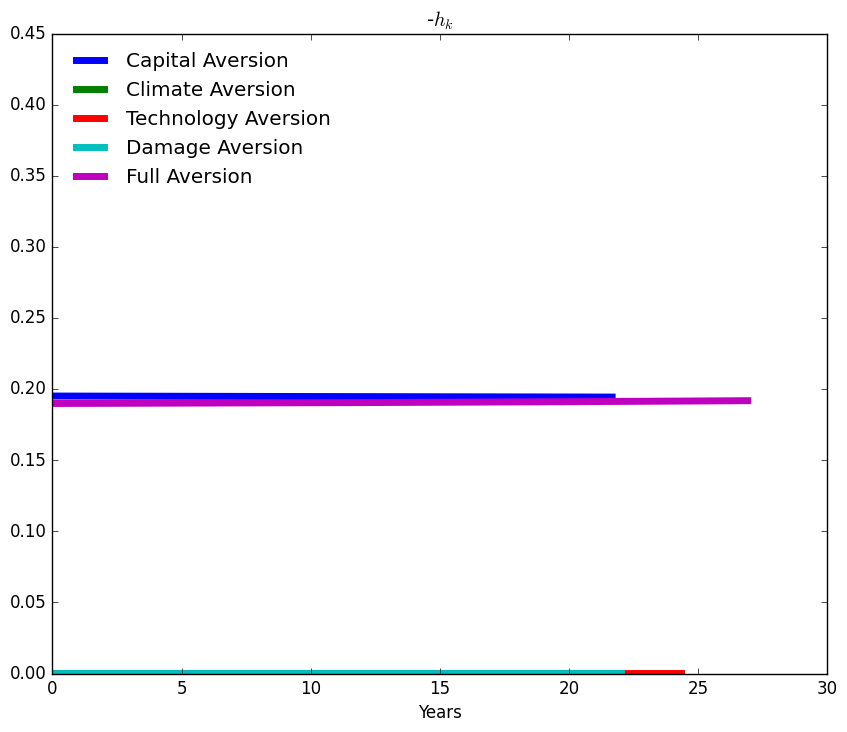 -h_k
0.45
0.40
0.35
0.30
0.25
0.20
0.15
0.10
0.05
0.00
Capital Aversion
Climate Aversion
Technology Aversion
Damage Aversion
Full Aversion
0 5 10 15 20 25 30
Years